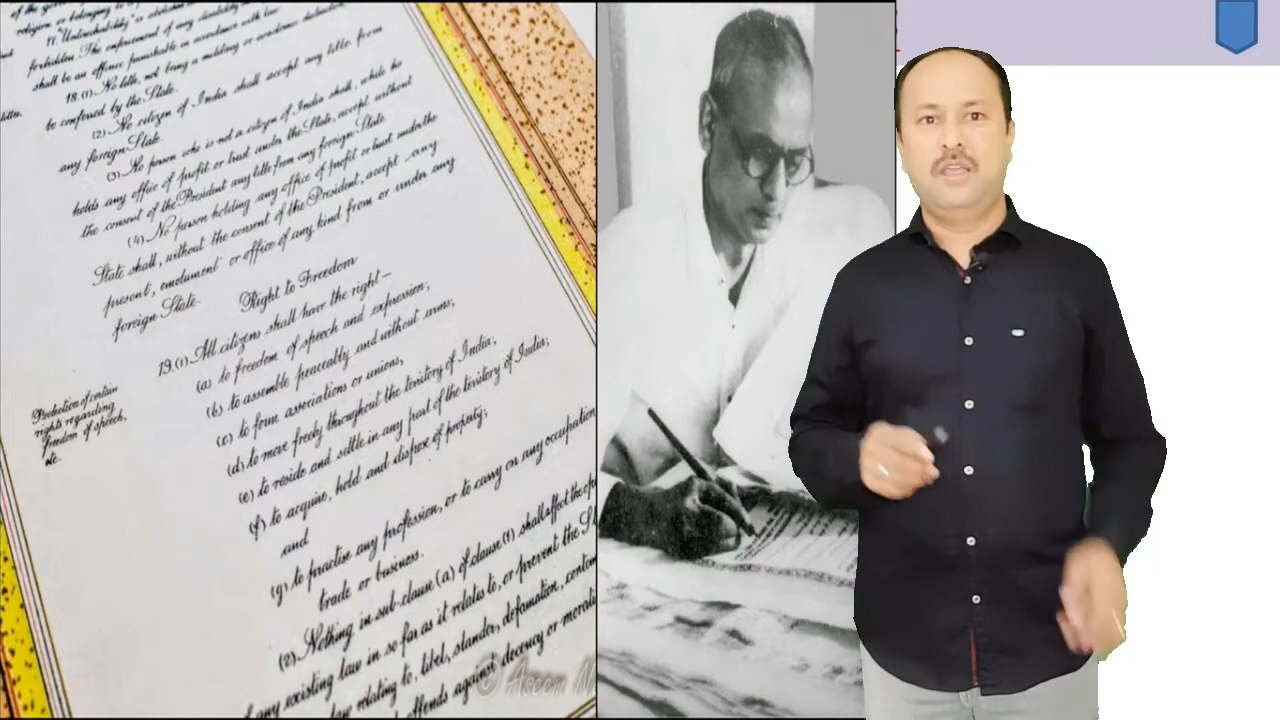 of the
religion or belonging to a
17. "Untouchability" is abolished
forbidden. The enforcement of any disability
shall be an offence punishable in accordance with law
18. (1) No title, not being a military or academic distinction,
be conferred by the State.
(2) No citizen of India shall accept any title from
any foreign State.
(3) No person who is not a citizen of India shall, while he
holds any office of profit or trust under the State, accept without
the consent of the President any title from any foreign State.
(4) No person holding any office of profit or trust under the
State shall, without the consent of the President, accept any
present, emolument or office of any kind from or under any
foreign State.
Right to Freedom
Protection of certain
rights regarding
freedom of speech,
etc.
19. (1) All citizens shall have the right—
(a) to freedom of speech and expression;
(b) to assemble peaceably and without arms;
(c) to form associations or unions;
(d) to move freely throughout the territory of India;
(e) to reside and settle in any part of the territory of India;
(f) to acquire, hold and dispose of property;
and
(g) to practise any profession, or to carry on any occupation
trade or business.
(2) Nothing in sub-clause (a) of clause (1) shall affect the
any existing law in so far as it relates to, or prevent the
law relating to, libel, slander, defamation,
offends against decency or
© Aseem